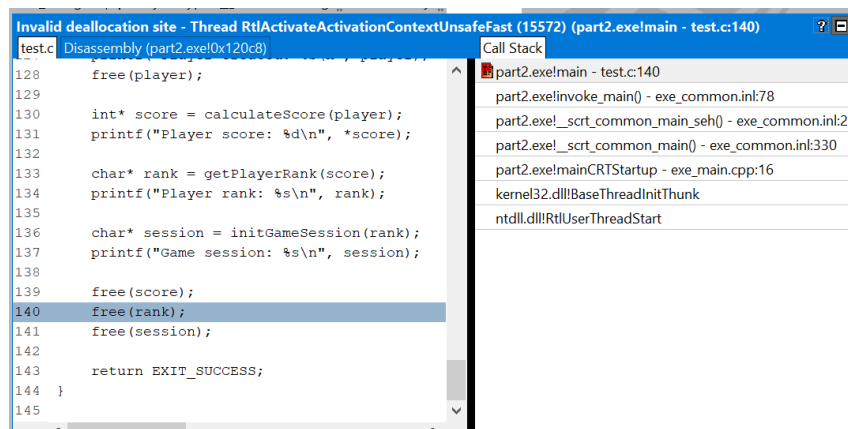 Invalid deallocation site - Thread RtlActivateActivationContextUnsafeFast (15572) (part2.exe!main - test.c:140)
test.c Disassembly (part2.exe!0x120c8)
128 free(player);
129
130 int* score = calculateScore(player);
131 printf("Player score: %d\n", *score);
132
133 char* rank = getPlayerRank(score);
134 printf("Player rank: %s\n", rank);
135
136 char* session = initGameSession(rank);
137 printf("Game session: %s\n", session);
138
139 free(score);
140 free(rank);
141 free(session);
142
143 return EXIT_SUCCESS;
144 }
145
Call Stack
part2.exe!main - test.c:140
part2.exe!invoke_main() - exe_common.inl:78
part2.exe!__scrt_common_main_seh() - exe_common.inl:2
part2.exe!__scrt_common_main() - exe_common.inl:330
part2.exe!mainCRTStartup - exe_main.cpp:16
kernel32.dll!BaseThreadInitThunk
ntdll.dll!RtlUserThreadStart